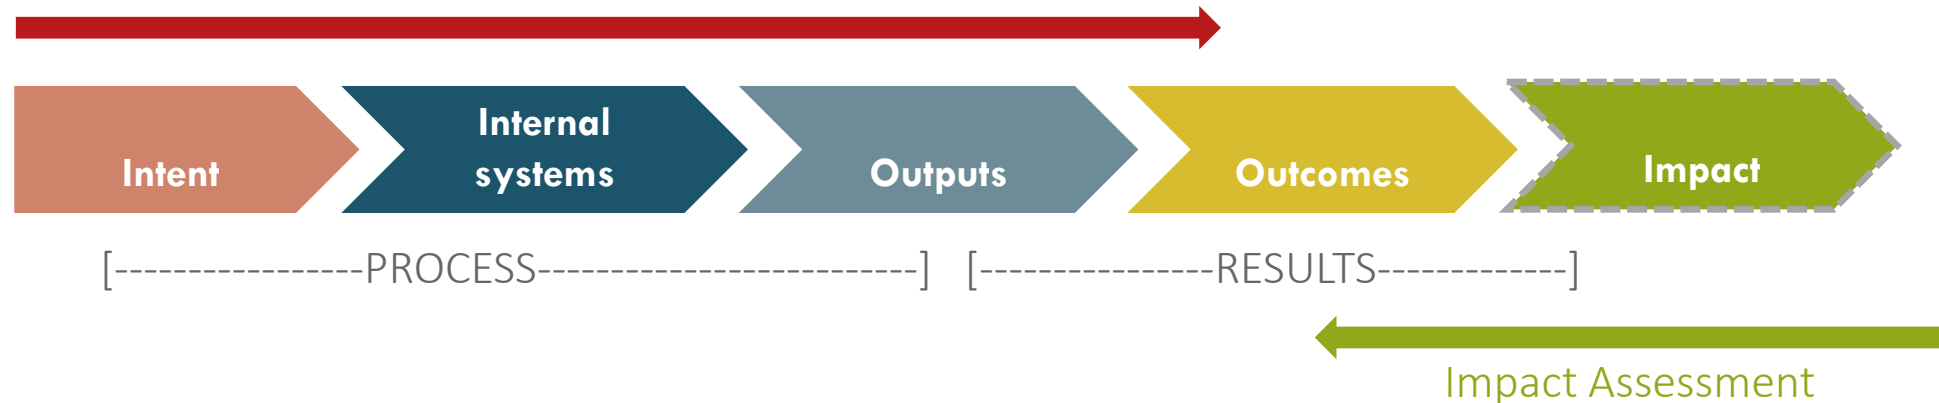 Intent
Internal
systems
Outputs
Outcomes
Impact
[-----------------PROCESS--------------------------]  [----------------RESULTS-------------]
Impact Assessment